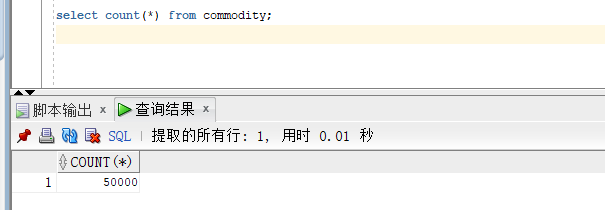 select count(*) from commodity;
脚本输出 × 查询结果 ×
SQL | 提取的所有行: 1, 用时 0.01 秒
COUNT(*)
1 50000